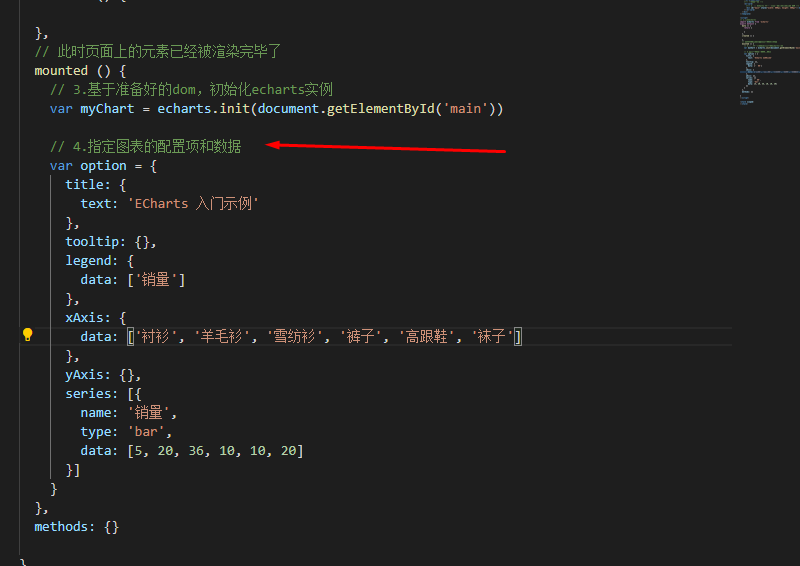 },
// 此时页面上的元素已经被渲染完毕了
mounted () {
// 3.基于准备好的dom，初始化echarts实例
var myChart = echarts.init(document.getElementById('main'))
// 4.指定图表的配置项和数据
var option = {
title: {
text: 'ECharts 入门示例'
},
tooltip: {},
legend: {
data: ['销量']
},
xAxis: {
data: ['衬衫', '羊毛衫', '雪纺衫', '裤子', '高跟鞋', '袜子']
},
yAxis: {},
series: [{
name: '销量',
type: 'bar',
data: [5, 20, 36, 10, 10, 20]
}]
}
},
methods: {}
}